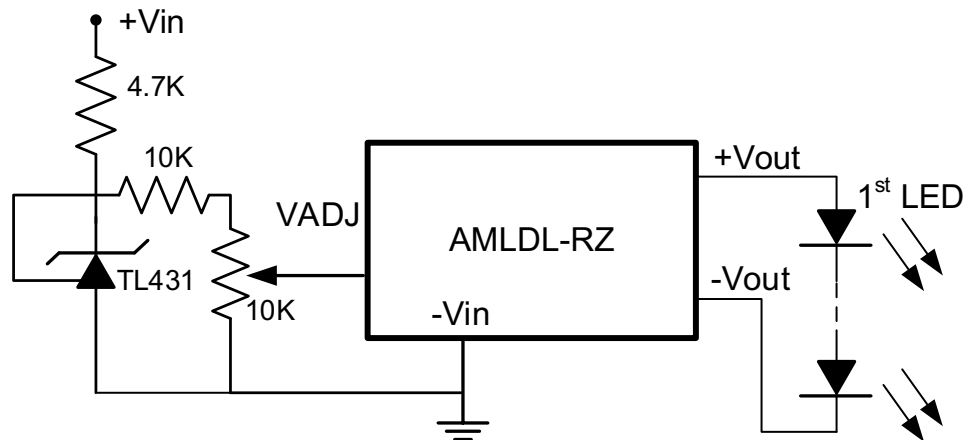 +Vin
4.7K
10K
TL431
10K
VADJ
AMLDL-RZ
-Vin
+Vout
1st LED
-Vout